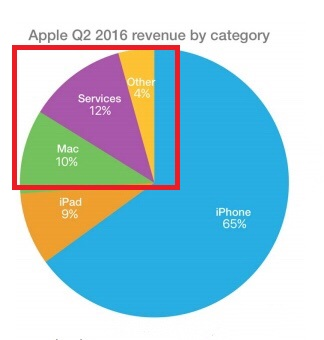 Apple Q2 2016 revenue by category
Other
4%
Services
12%
Mac
10%
iPad
9%
iPhone
65%